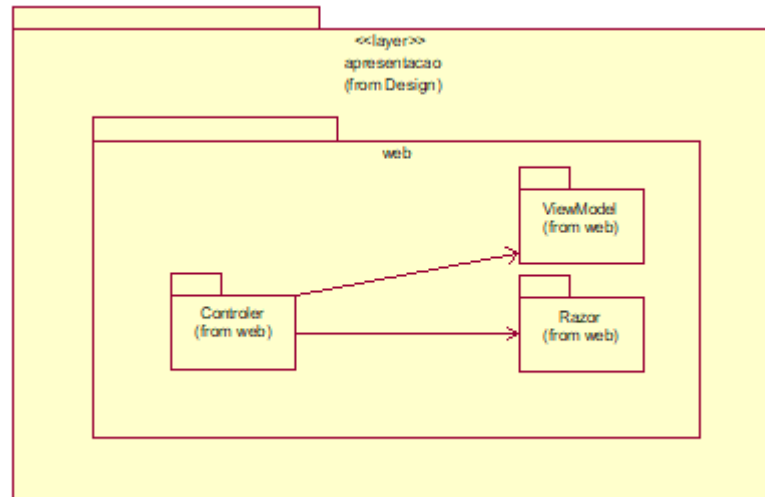 <<layer>>
apresentacao
(from Design)
web
ViewModel
(from web)
Controler
(from web)
Razor
(from web)